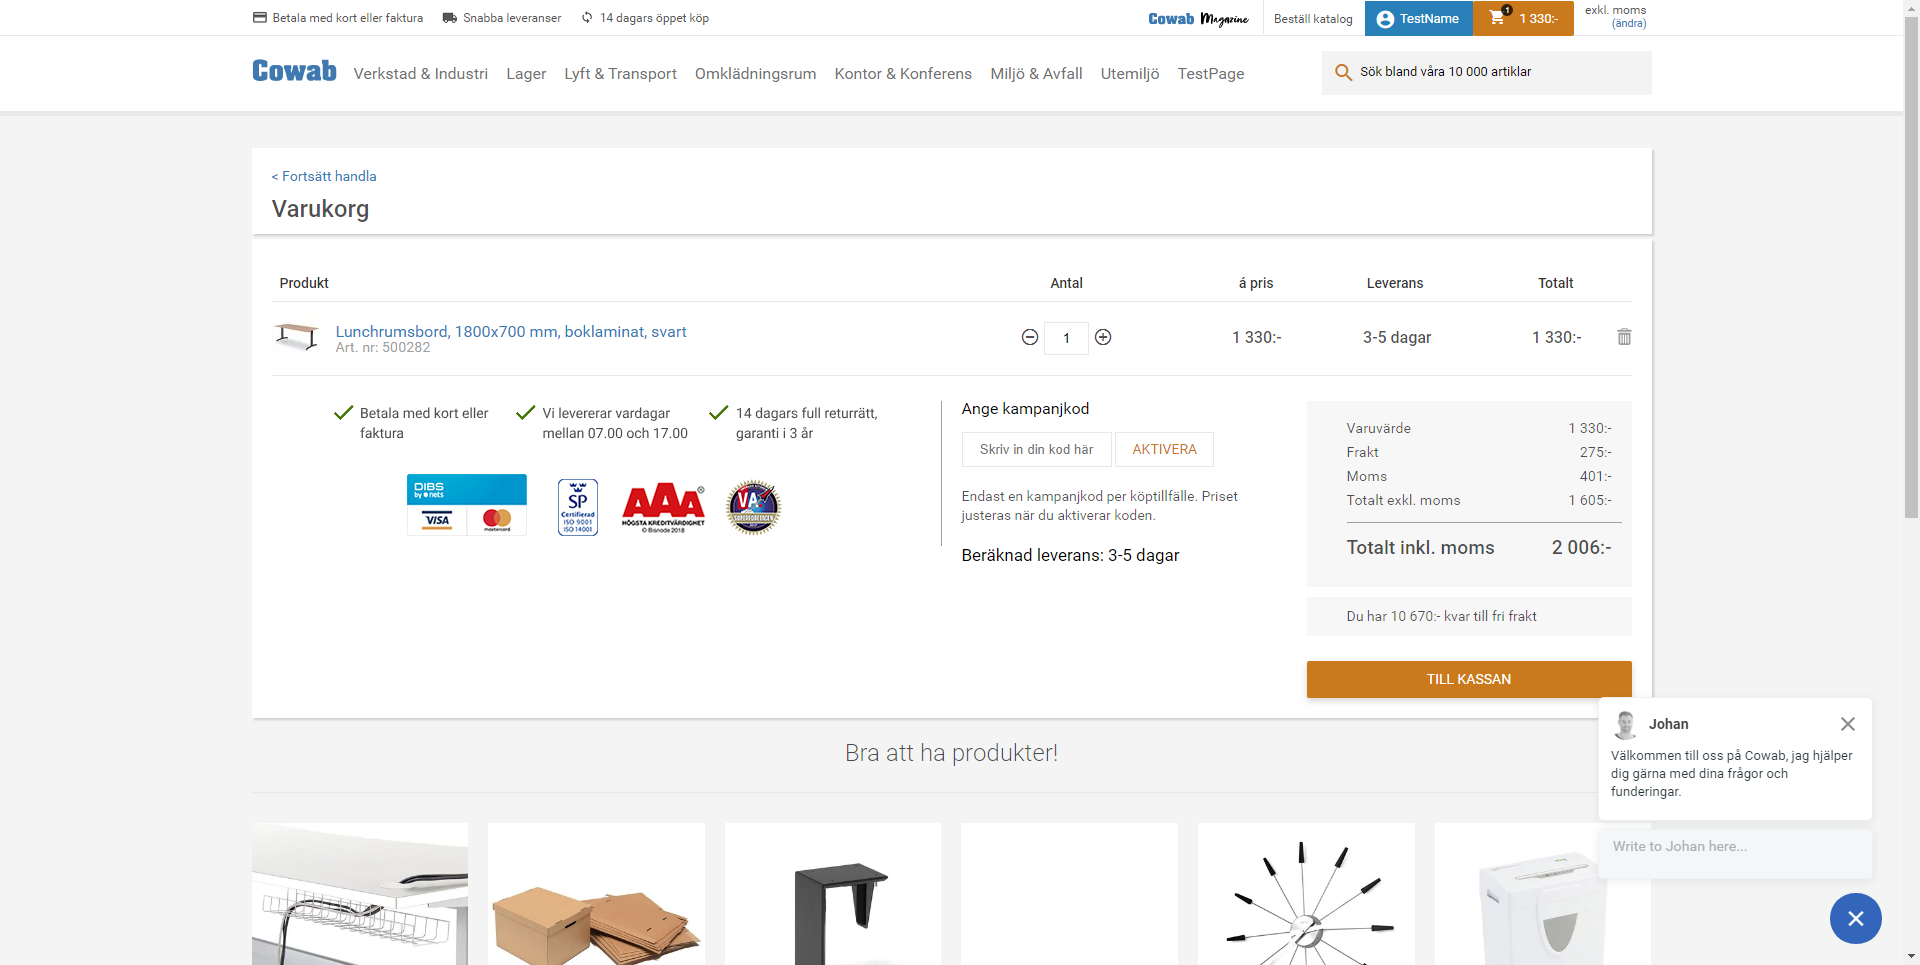 Betala med kort eller faktura
Snabba leveranser
14 dagars öppet köp
Cowab Magazine
Beställ katalog
TestName
1
1 330:-
exkl. moms
(ändra)
Cowab
Verkstad & Industri
Lager
Lyft & Transport
Omklädningsrum
Kontor & Konferens
Miljö & Avfall
Utemiljö
TestPage
Sök bland våra 10 000 artiklar
< Fortsätt handla
Varukorg
Produkt
Antal
á pris
Leverans
Totalt
Lunchrumsbord, 1800x700 mm, boklaminat, svart
Art. nr: 500282
1
1 330:-
3-5 dagar
1 330:-
Betala med kort eller
faktura
Vi levererar vardagar
mellan 07.00 och 17.00
14 dagars full returrätt,
garanti i 3 år
DIBS
by nets
VISA
mastercard
SP
Certifierad
ISO 9001
ISO 14001
AAA®
HÖGSTA KREDITVÄRDIGHET
© Bisnode 2018
VA
SUPERFÖRETAGEN
Ange kampanjkod
Skriv in din kod här
AKTIVERA
Endast en kampanjkod per köptillfälle. Priset
justeras när du aktiverar koden.
Beräknad leverans: 3-5 dagar
Varuvärde 1 330:-
Frakt 275:-
Moms 401:-
Totalt exkl. moms 1 605:-
Totalt inkl. moms 2 006:-
Du har 10 670:- kvar till fri frakt
TILL KASSAN
Bra att ha produkter!
Johan
Välkommen till oss på Cowab, jag hjälper
dig gärna med dina frågor och
funderingar.
Write to Johan here...